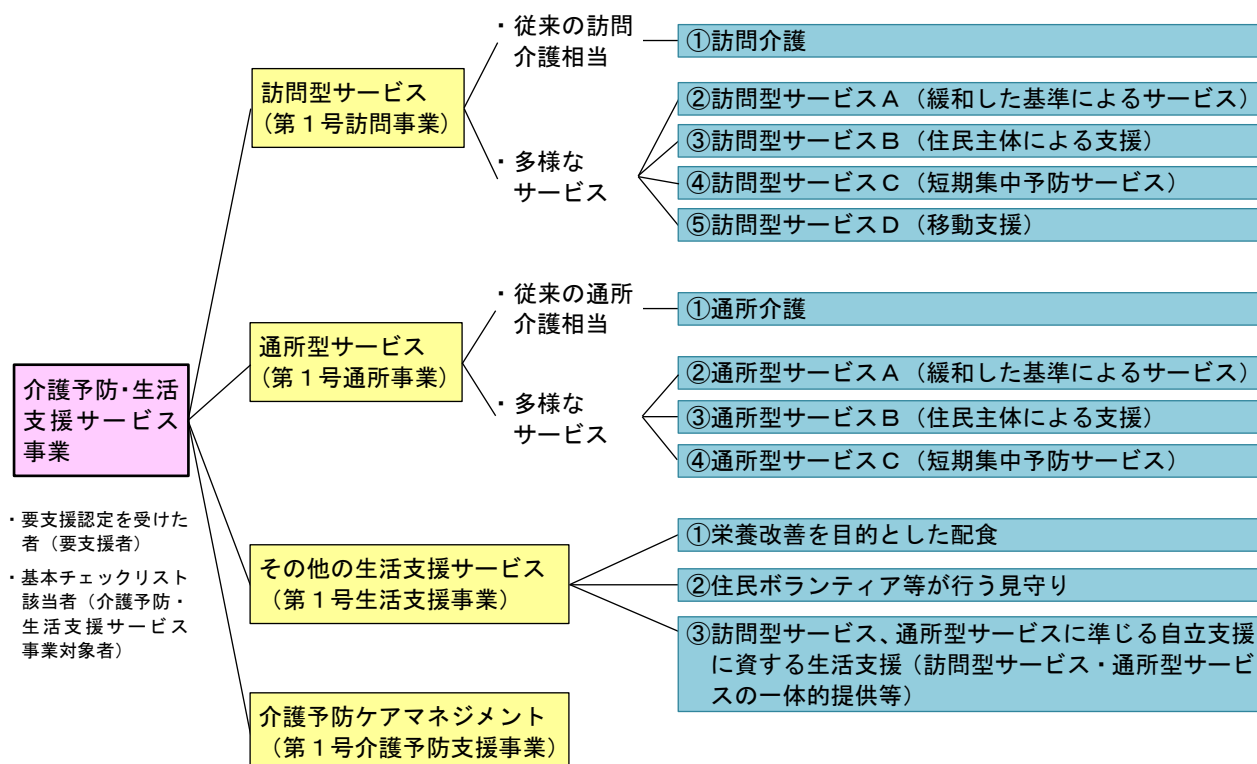 介護予防・生活
支援サービス
事業
・要支援認定を受けた
者（要支援者）
・基本チェックリスト
該当者（介護予防・
生活支援サービス
事業対象者）
訪問型サービス
（第１号訪問事業）
・従来の訪問
介護相当
①訪問介護
・多様な
サービス
②訪問型サービスＡ（緩和した基準によるサービス）
③訪問型サービスＢ（住民主体による支援）
④訪問型サービスＣ（短期集中予防サービス）
⑤訪問型サービスＤ（移動支援）
通所型サービス
（第１号通所事業）
・従来の通所
介護相当
①通所介護
・多様な
サービス
②通所型サービスＡ（緩和した基準によるサービス）
③通所型サービスＢ（住民主体による支援）
④通所型サービスＣ（短期集中予防サービス）
その他の生活支援サービス
（第１号生活支援事業）
①栄養改善を目的とした配食
②住民ボランティア等が行う見守り
③訪問型サービス、通所型サービスに準じる自立支援
に資する生活支援（訪問型サービス・通所型サービ
スの一体的提供等）
介護予防ケアマネジメント
（第１号介護予防支援事業）